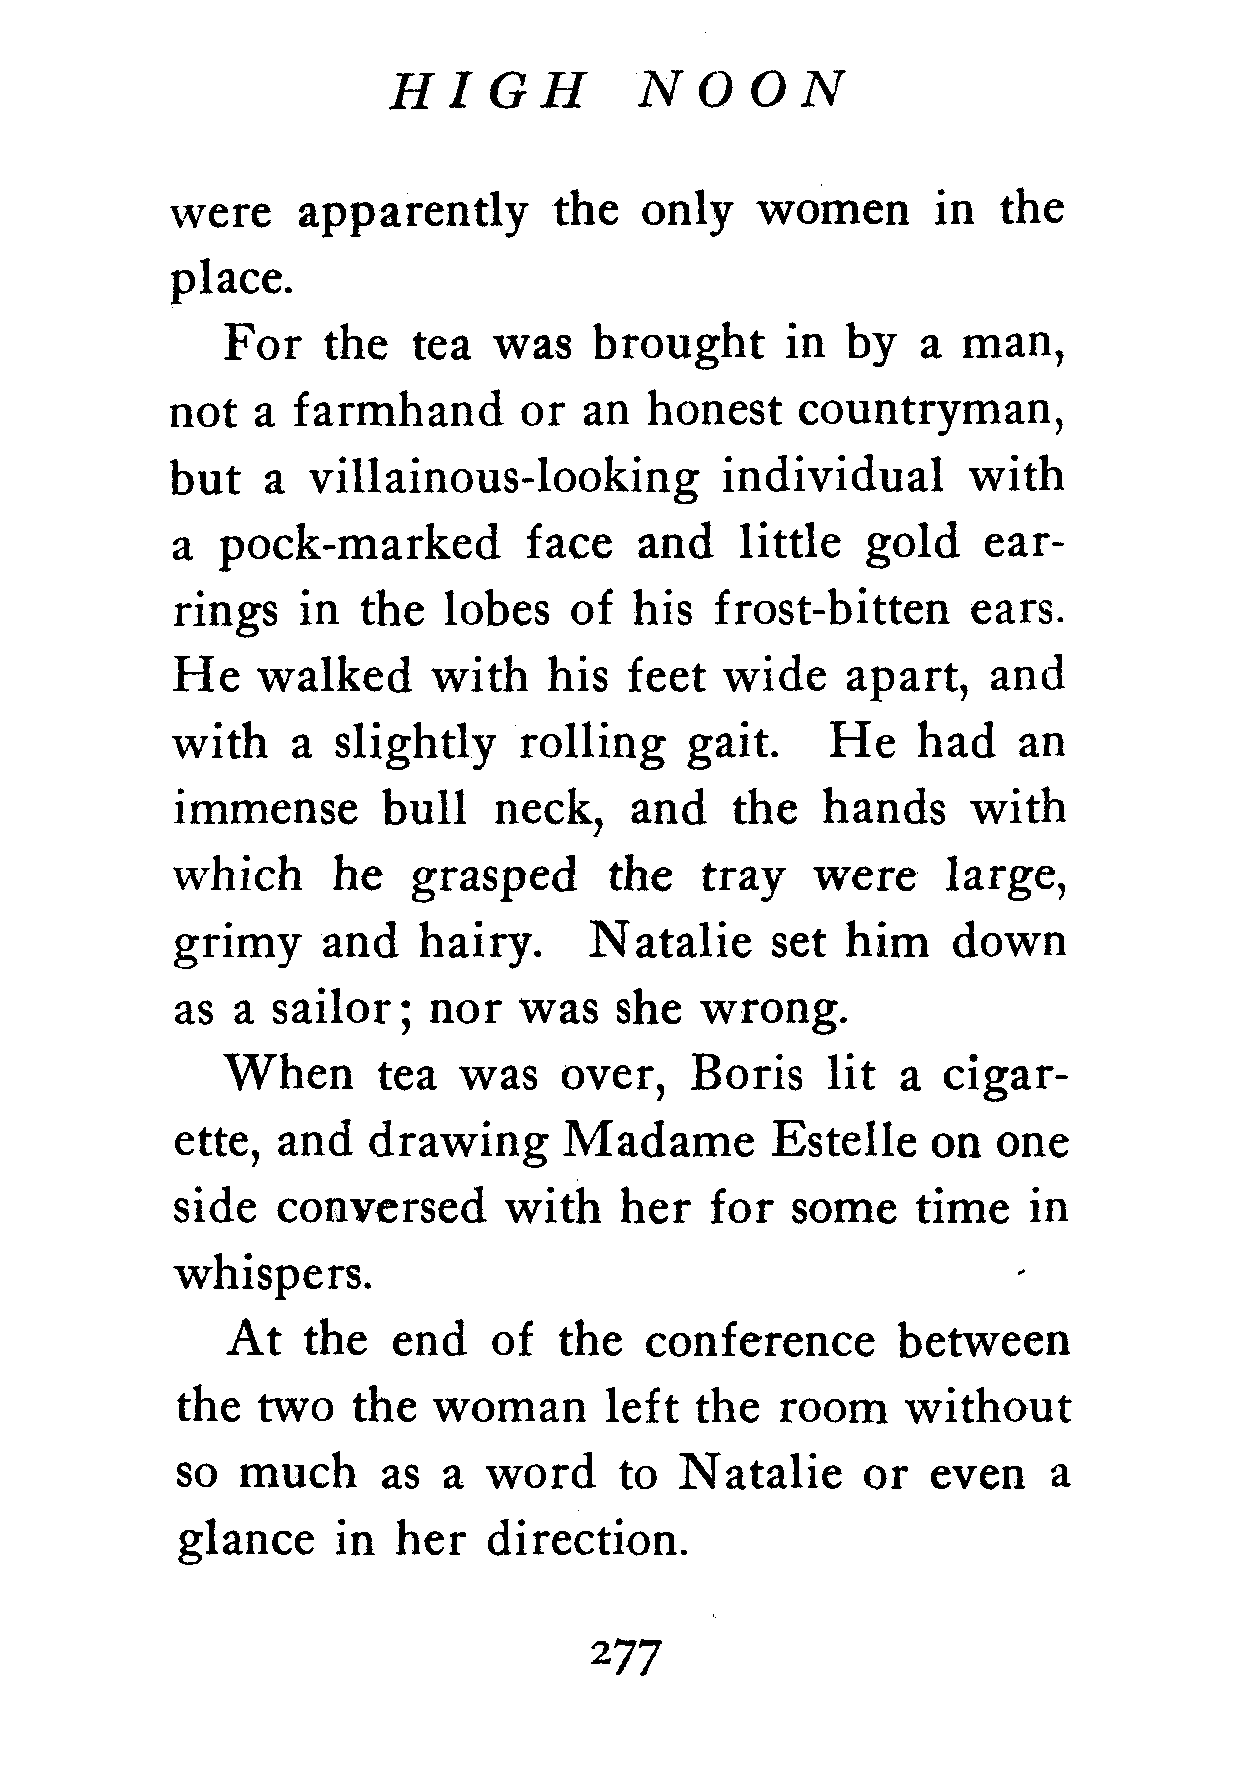 HIGH NOON
were apparently the only women in the
place.
For the tea was brought in by a man,
not a farmhand or an honest countryman,
but a villainous-looking individual with
a pock-marked face and little gold ear-
rings in the lobes of his frost-bitten ears.
He walked with his feet wide apart, and
with a slightly rolling gait. He had an
immense bull neck, and the hands with
which he grasped the tray were large,
grimy and hairy. Natalie set him down
as a sailor; nor was she wrong.
When tea was over, Boris lit a cigar-
ette, and drawing Madame Estelle on one
side conversed with her for some time in
whispers.
At the end of the conference between
the two the woman left the room without
so much as a word to Natalie or even a
glance in her direction.
277